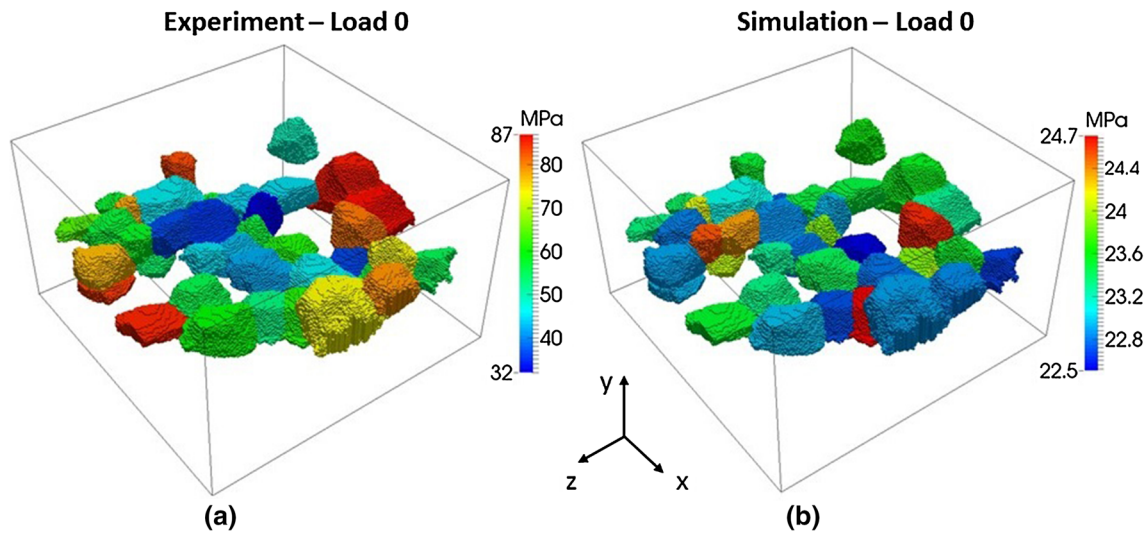 Experiment – Load 0
Simulation – Load 0
MPa
87
80
70
60
50
40
32
MPa
24.7
24.4
24
23.6
23.2
22.8
22.5
y
z
x
(a)
(b)